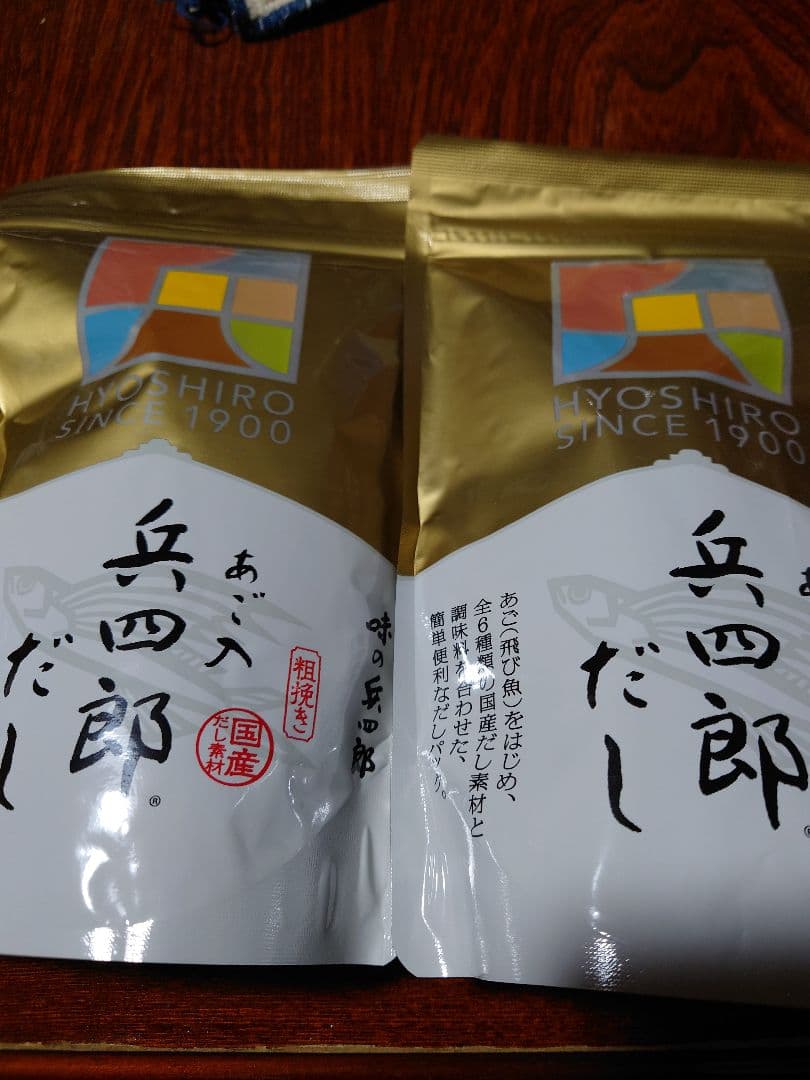 HYOSHIRO
SINCE 1900
味の兵四郎
粗挽き
あご入
兵四郎
®
だし
国産
だし素材
HYOSHIRO
SINCE 1900
あ
兵四郎
だし
あご(飛び魚)をはじめ、
全6種類の国産だし素材と
調味料を合わせた、
簡単便利なだしパック。